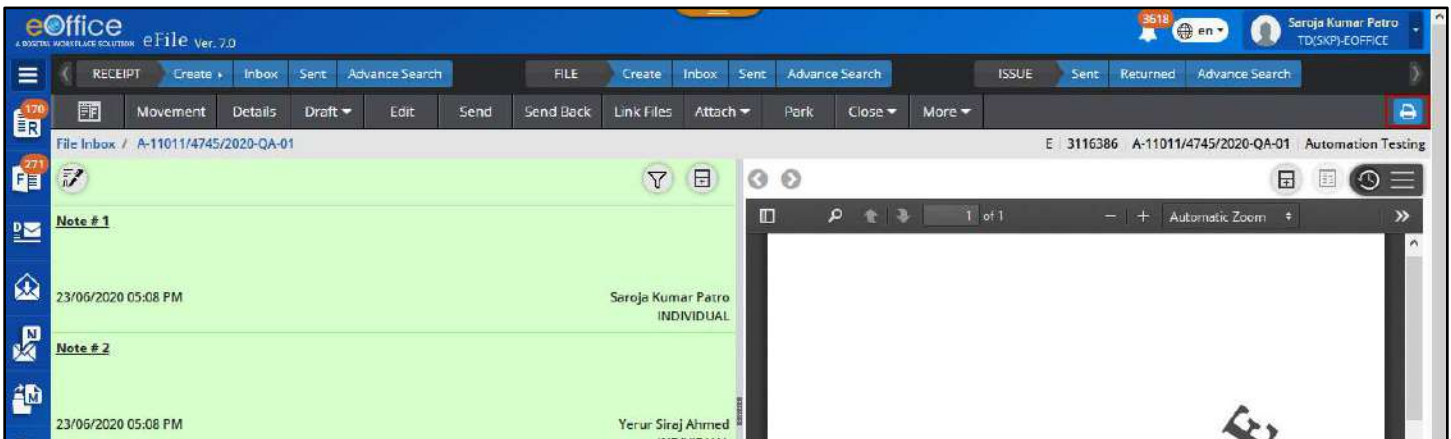 eOffice
A DIGITAL WORKPLACE SOLUTION eFile Ver. 7.0
3618 en Saroja Kumar Patro
TD(SKP)-EOFFICE
RECEIPT Create Inbox Sent Advance Search FILE Create Inbox Sent Advance Search ISSUE Sent Returned Advance Search
170 R Movement Details Draft Edit Send Send Back Link Files Attach Park Close More
File Inbox / A-11011/4745/2020-QA-01 E 3116386 A-11011/4745/2020-QA-01 Automation Testing
271 F
Note # 1
1 of 1 − + Automatic Zoom
D
23/06/2020 05:08 PM Saroja Kumar Patro
INDIVIDUAL
N
Note # 2
M
23/06/2020 05:08 PM Yerur Siraj Ahmed